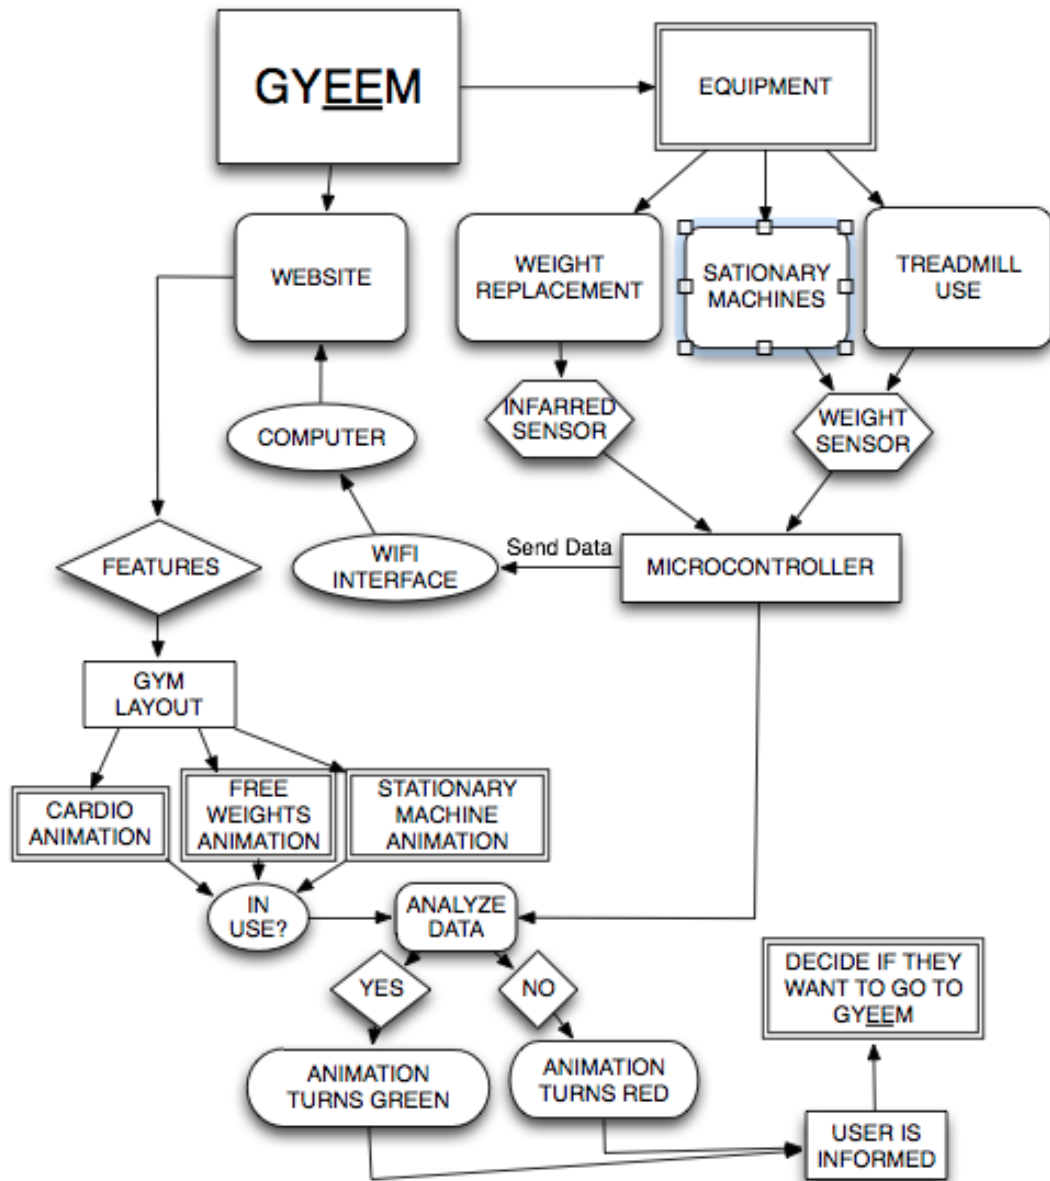 GYEEM
EQUIPMENT
WEBSITE
WEIGHT
REPLACEMENT
SATIONARY
MACHINES
TREADMILL
USE
INFARRED
SENSOR
WEIGHT
SENSOR
COMPUTER
WIFI
INTERFACE
Send Data
MICROCONTROLLER
FEATURES
GYM
LAYOUT
CARDIO
ANIMATION
FREE
WEIGHTS
ANIMATION
STATIONARY
MACHINE
ANIMATION
IN
USE?
ANALYZE
DATA
YES
NO
ANIMATION
TURNS GREEN
ANIMATION
TURNS RED
USER IS
INFORMED
DECIDE IF THEY
WANT TO GO TO
GYEEM